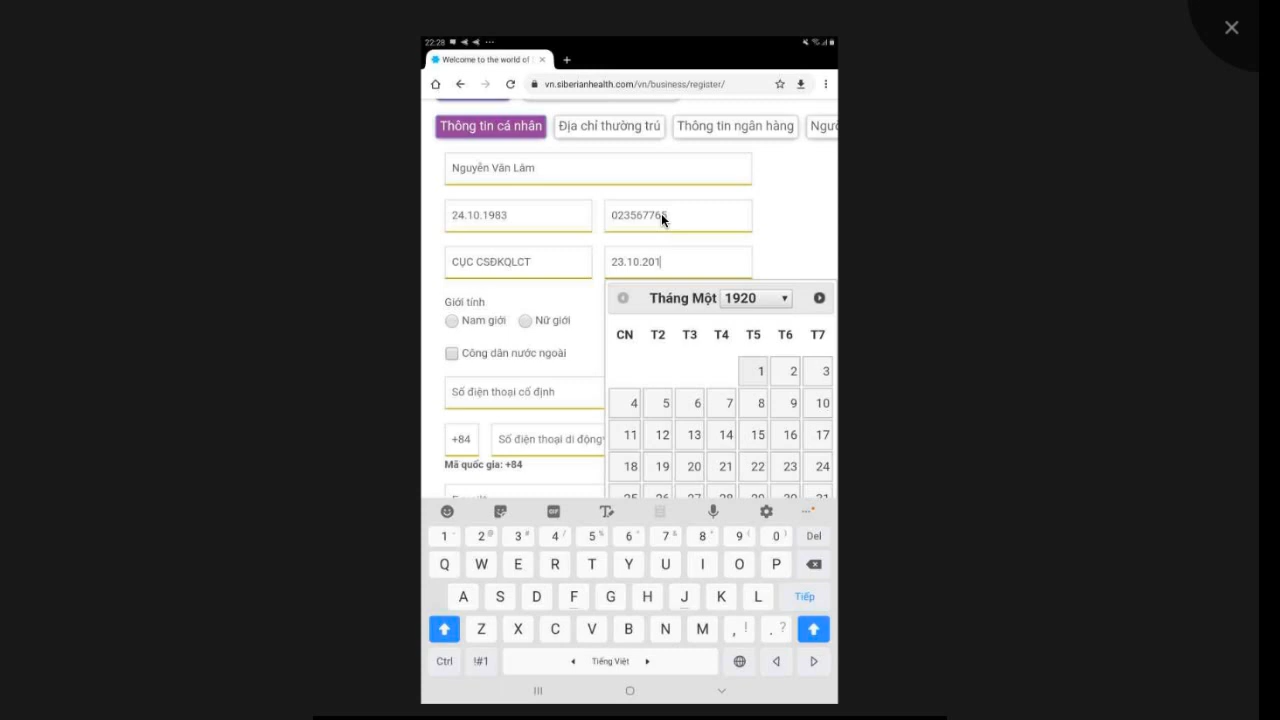 22:28
Welcome to the world of
vn.siberianhealth.com/vn/business/register/
Thông tin cá nhân Địa chỉ thường trú Thông tin ngân hàng Ngườ
Nguyễn Văn Lám
24.10.1983 023567765
CỤC CSĐKQLCT 23.10.201
Tháng Một 1920
CN T2 T3 T4 T5 T6 T7
Giới tính
Nam giới Nữ giới
Công dân nước ngoài
1 2 3
4 5 6 7 8 9 10
11 12 13 14 15 16 17
18 19 20 21 22 23 24
Số điện thoại cố định
+84 Số điện thoại di động*
Mã quốc gia: +84
GIF
1 2 3 4 5 6 7 8 9 0 Del
Q W E R T Y U I O P
A S D F G H J K L Tiếp
Z X C V B N M , ! . ?
Ctrl !#1 Tiếng Việt